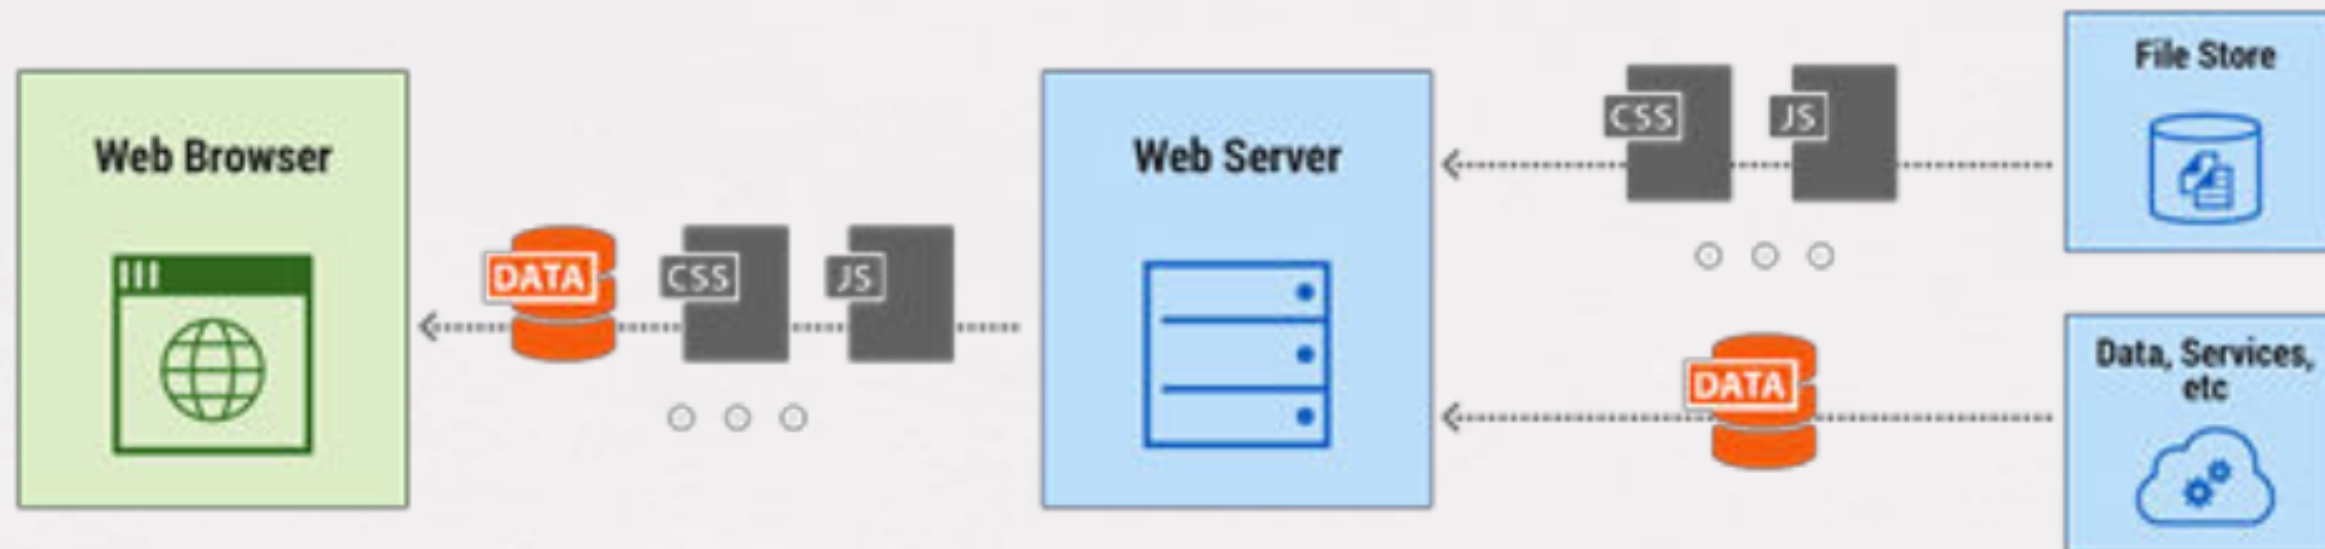 Web Browser
DATA
CSS
JS
Web Server
CSS
JS
DATA
File Store
Data, Services,
etc